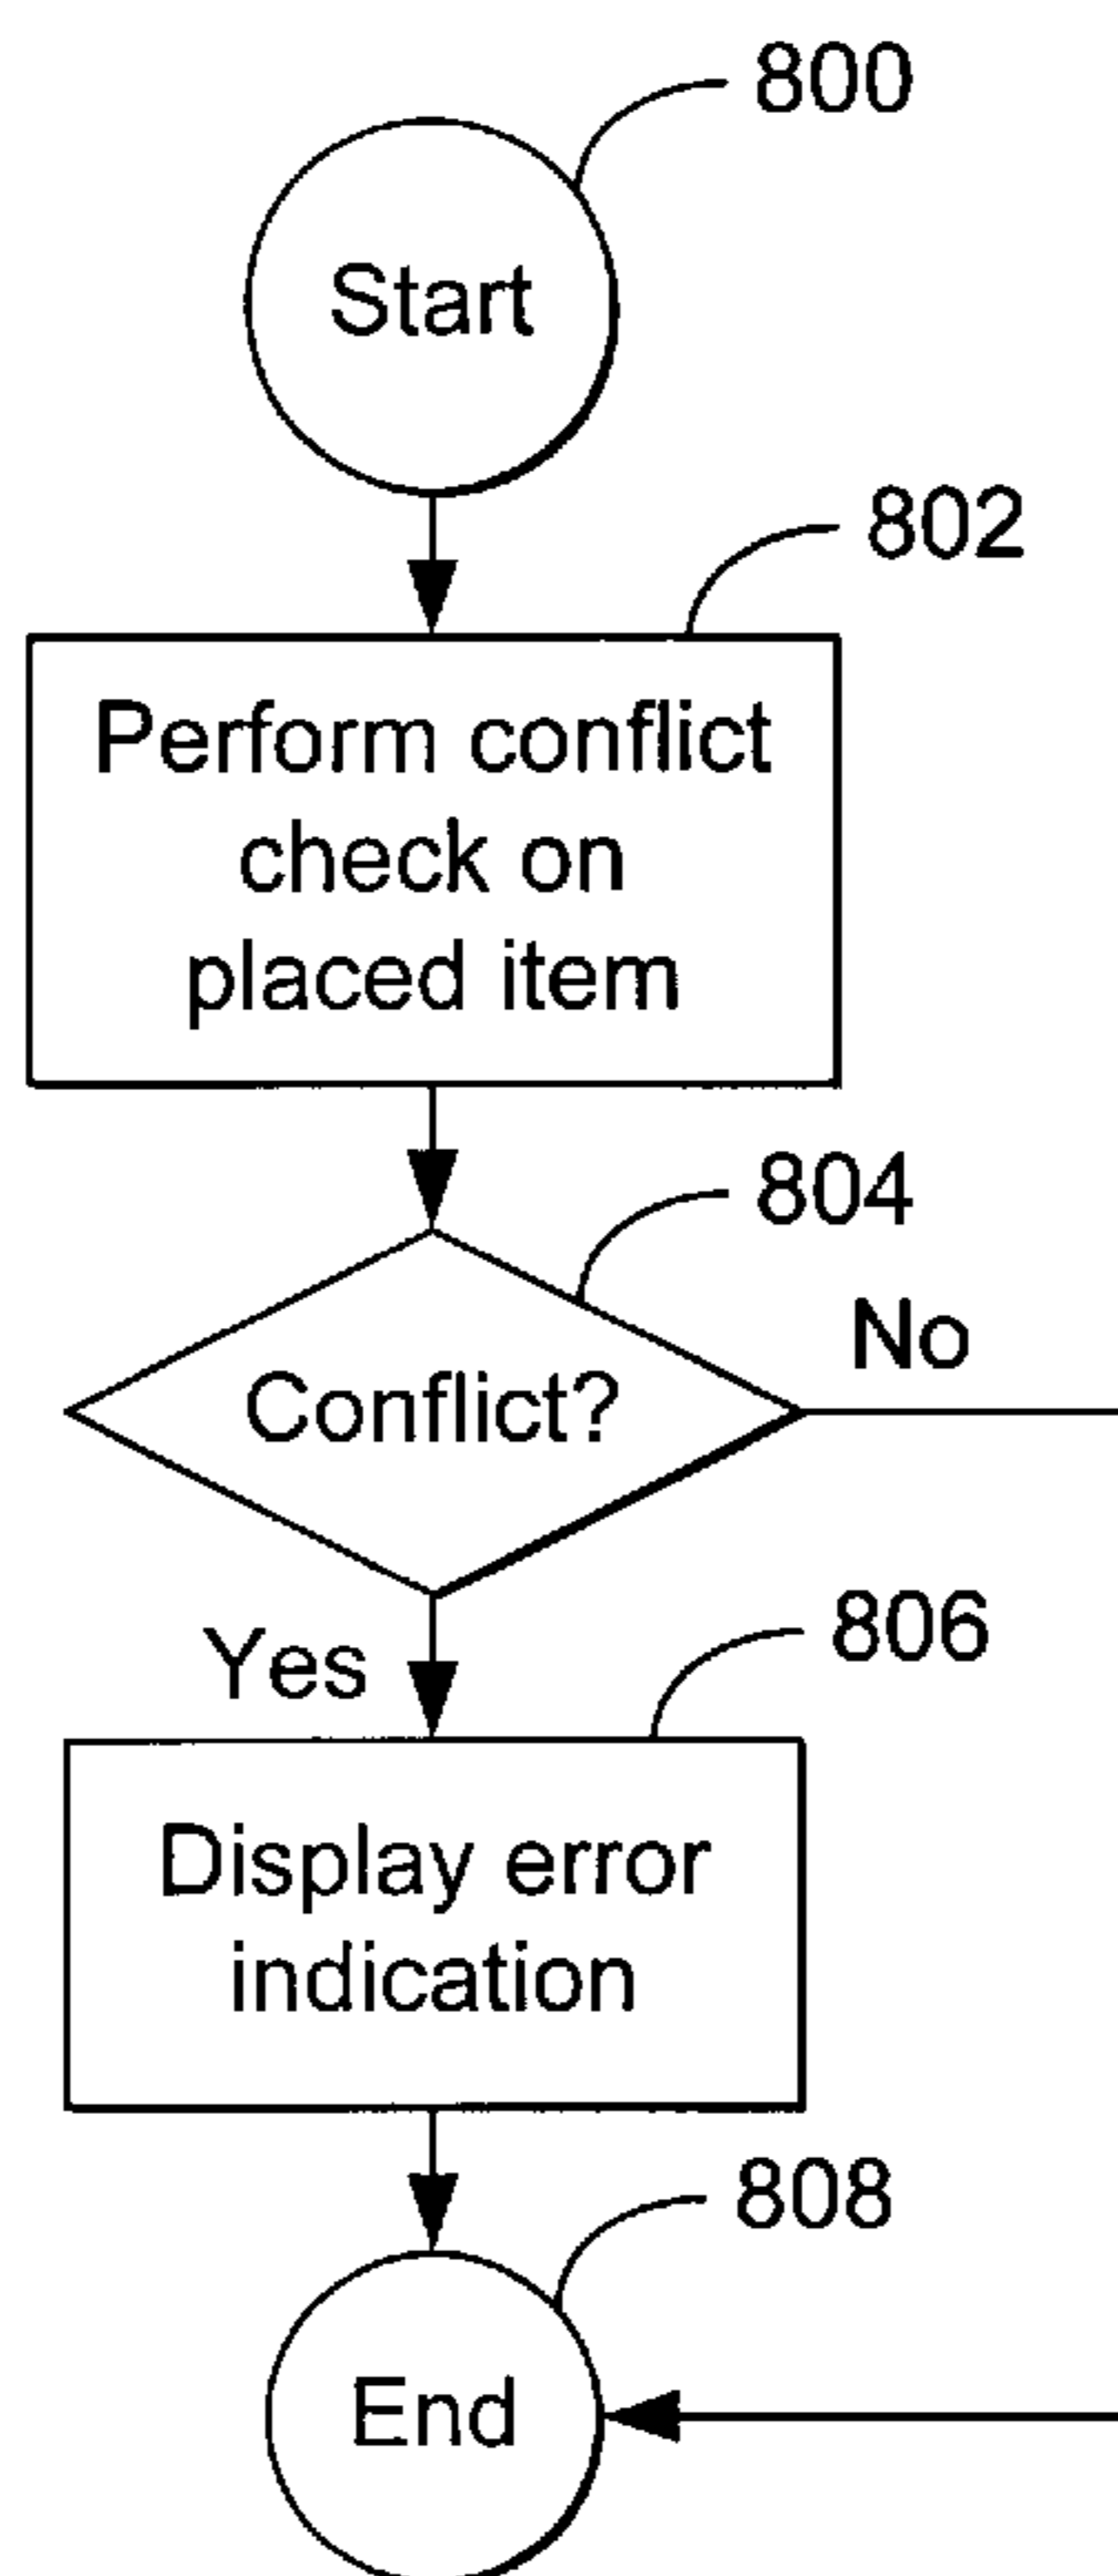 800
Start
802
Perform conflict
check on
placed item
804
No
Conflict?
Yes
806
Display error
indication
808
End